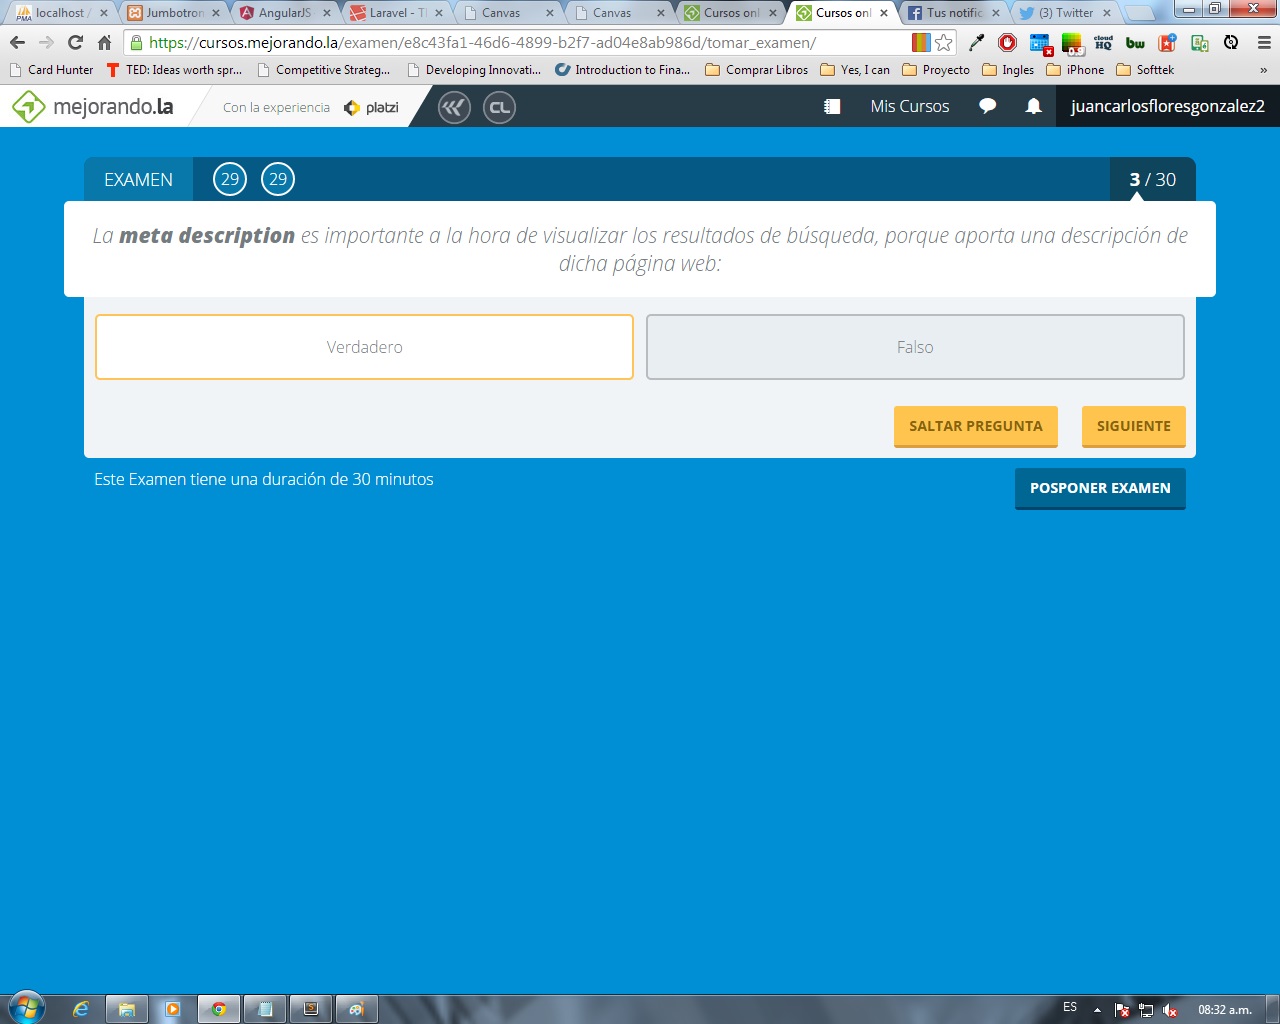 localhost /
Jumbotron
AngularJS
Laravel - Th
Canvas
Canvas
Cursos onl
Cursos onl
Tus notific
(3) Twitter
https://cursos.mejorando.la/examen/e8c43fa1-46d6-4899-b2f7-ad04e8ab986d/tomar_examen/
Card Hunter
TED: Ideas worth spr...
Competitive Strateg...
Developing Innovati...
Introduction to Fina...
Comprar Libros
Yes, I can
Proyecto
Ingles
iPhone
Softtek
»
mejorando.la
Con la experiencia
platzi
CL
Mis Cursos
juancarlosfloresgonzalez2
EXAMEN
29
29
3 / 30
La meta description es importante a la hora de visualizar los resultados de búsqueda, porque aporta una descripción de
dicha página web:
Verdadero
Falso
SALTAR PREGUNTA
SIGUIENTE
Este Examen tiene una duración de 30 minutos
POSPONER EXAMEN
ES
08:32 a.m.